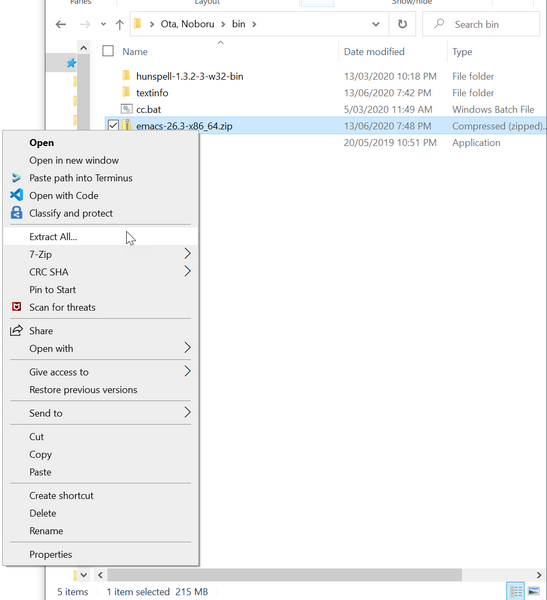 Panes
Layout
Show/hide
Ota, Noboru > bin >
Search bin
Name Date modified Type
hunspell-1.3.2-3-w32-bin 13/03/2020 10:18 PM File folder
textinfo 13/06/2020 7:42 PM File folder
cc.bat 5/03/2020 11:49 AM Windows Batch File
emacs-26.3-x86_64.zip 13/06/2020 7:48 PM Compressed (zipped)...
20/05/2019 10:51 PM Application
Open
Open in new window
Paste path into Terminus
Open with Code
Classify and protect
Extract All...
7-Zip
CRC SHA
Pin to Start
Scan for threats
Share
Open with
Give access to
Restore previous versions
Send to
Cut
Copy
Paste
Create shortcut
Delete
Rename
Properties
5 items 1 item selected 215 MB